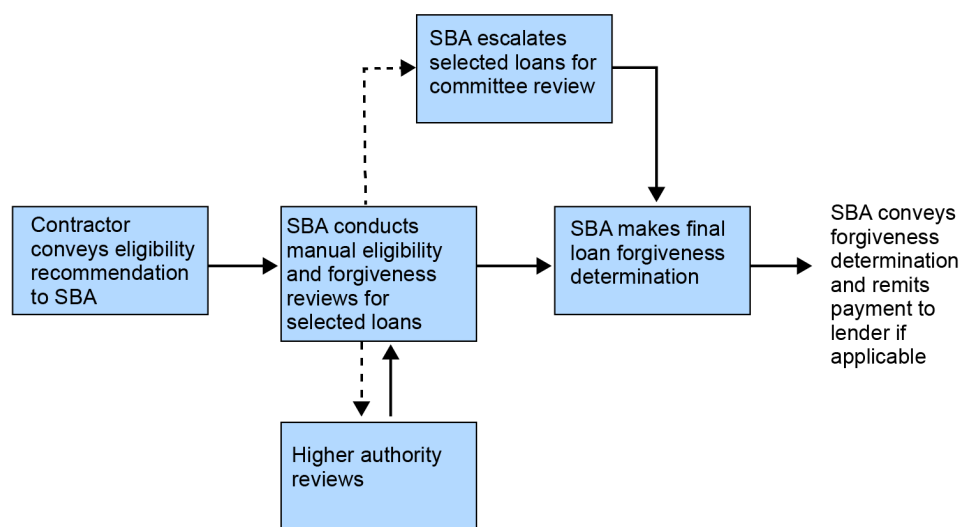 SBA escalates
selected loans for
committee review
Contractor
conveys eligibility
recommendation
to SBA
SBA conducts
manual eligibility
and forgiveness
reviews for
selected loans
SBA makes final
loan forgiveness
determination
SBA conveys
forgiveness
determination
and remits
payment to
lender if
applicable
Higher authority
reviews